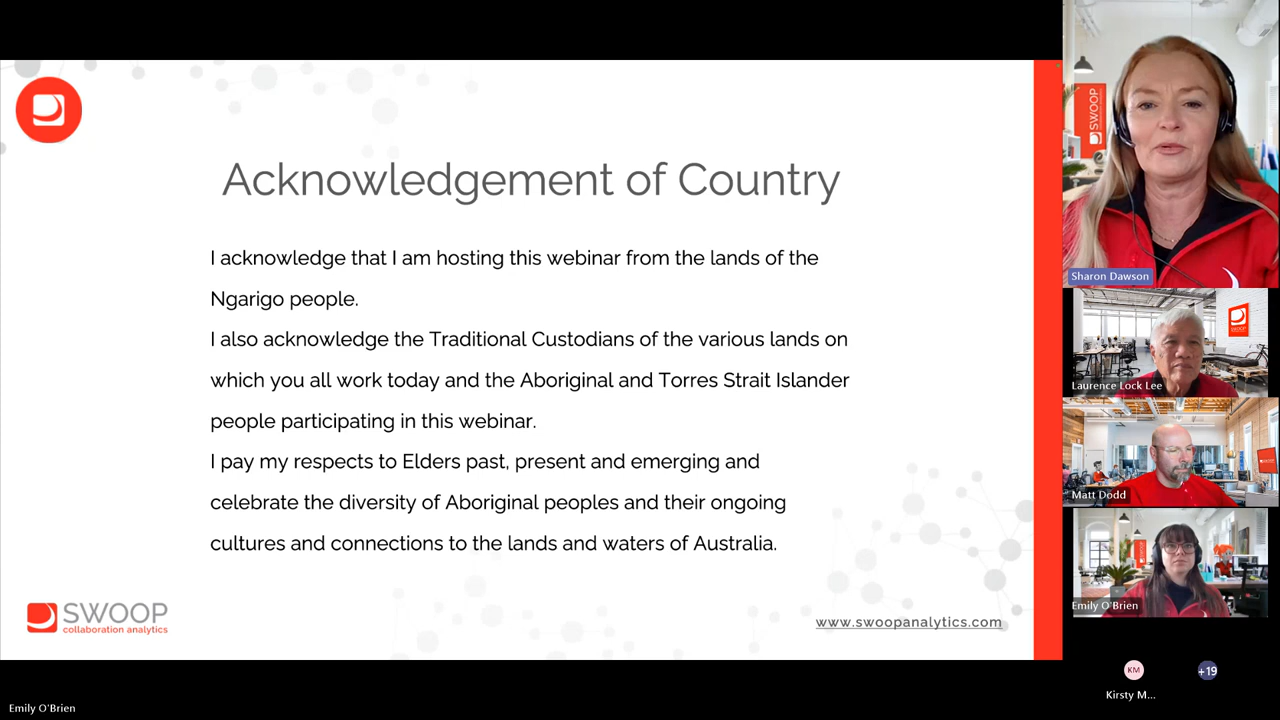 Acknowledgement of Country
I acknowledge that I am hosting this webinar from the lands of the
Ngarigo people.
I also acknowledge the Traditional Custodians of the various lands on
which you all work today and the Aboriginal and Torres Strait Islander
people participating in this webinar.
I pay my respects to Elders past, present and emerging and
celebrate the diversity of Aboriginal peoples and their ongoing
cultures and connections to the lands and waters of Australia.
SWOOP
collaboration analytics
www.swoopanalytics.com
SWOOP
Sharon Dawson
SWOOP
Laurence Lock Lee
SWOOP
Matt Dodd
Emily O'Brien
KM
+19
Kirsty M...
Emily O'Brien